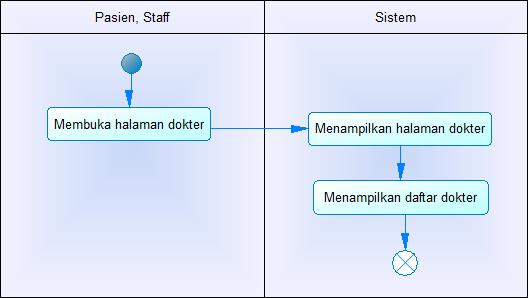 Pasien, Staff
Sistem
Membuka halaman dokter
Menampilkan halaman dokter
Menampilkan daftar dokter